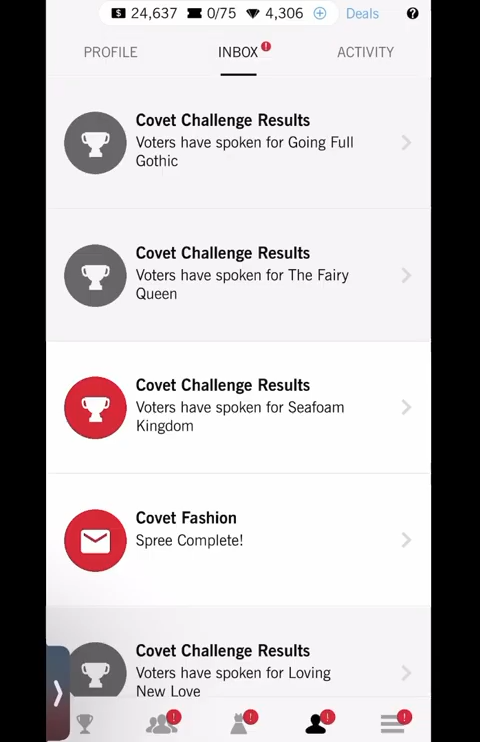 $ 24,637 0/75 4,306 Deals ?
PROFILE INBOX ! ACTIVITY
Covet Challenge Results
Voters have spoken for Going Full
Gothic
Covet Challenge Results
Voters have spoken for The Fairy
Queen
Covet Challenge Results
Voters have spoken for Seafoam
Kingdom
Covet Fashion
Spree Complete!
Covet Challenge Results
Voters have spoken for Loving
New Love
! ! ! !